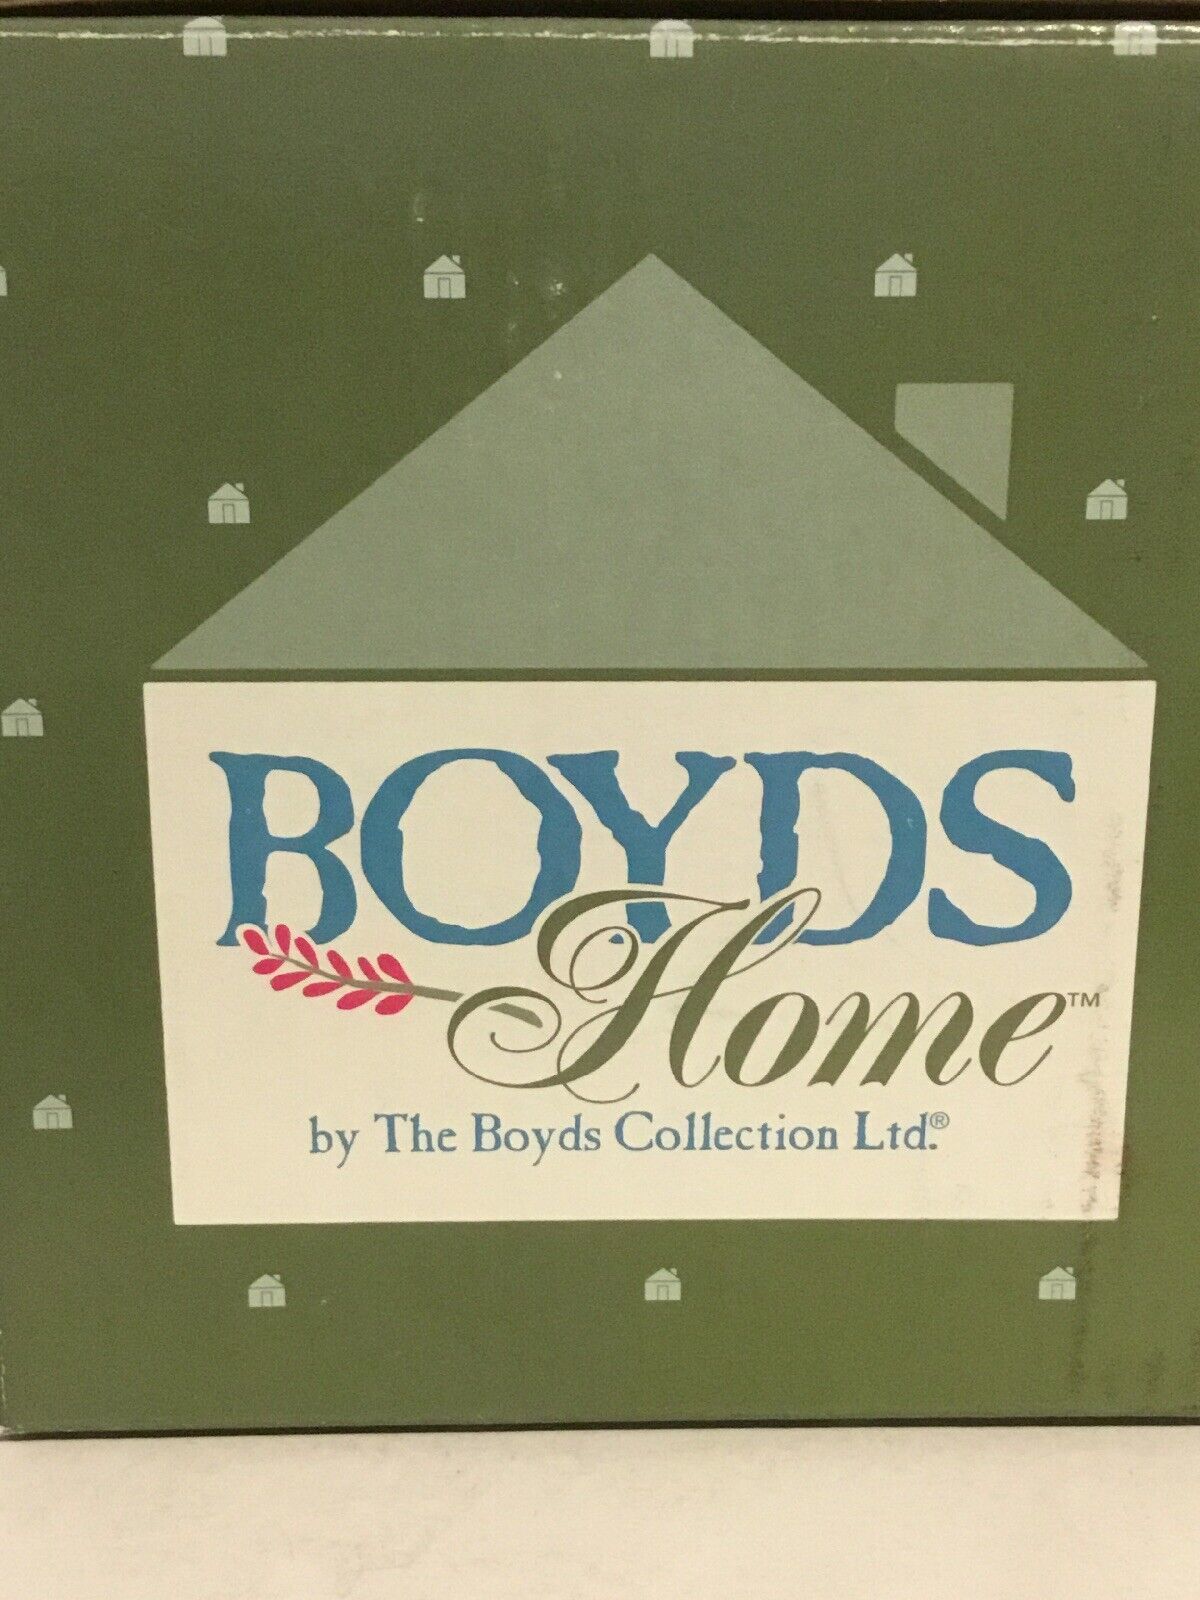 BOYDS
Home™
by The Boyds Collection Ltd.®